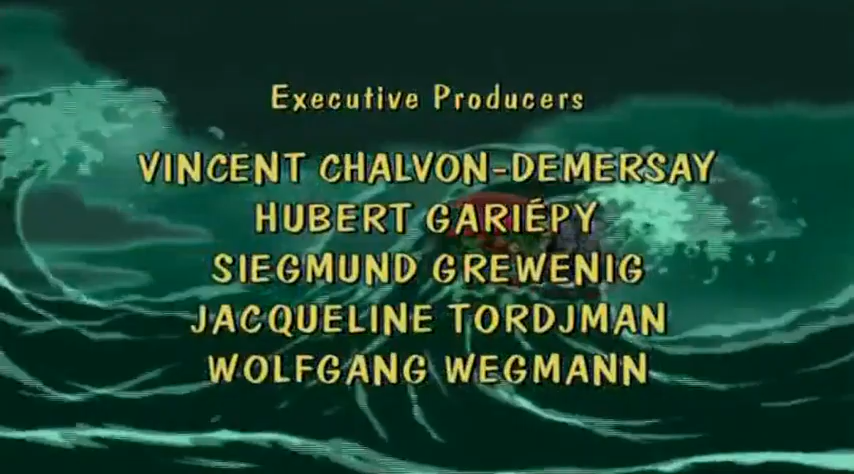 Executive Producers
VINCENT CHALVON-DEMERSAY
HUBERT GARIÉPY
SIEGMUND GREWENIG
JACQUELINE TORDJMAN
WOLFGANG WEGMANN